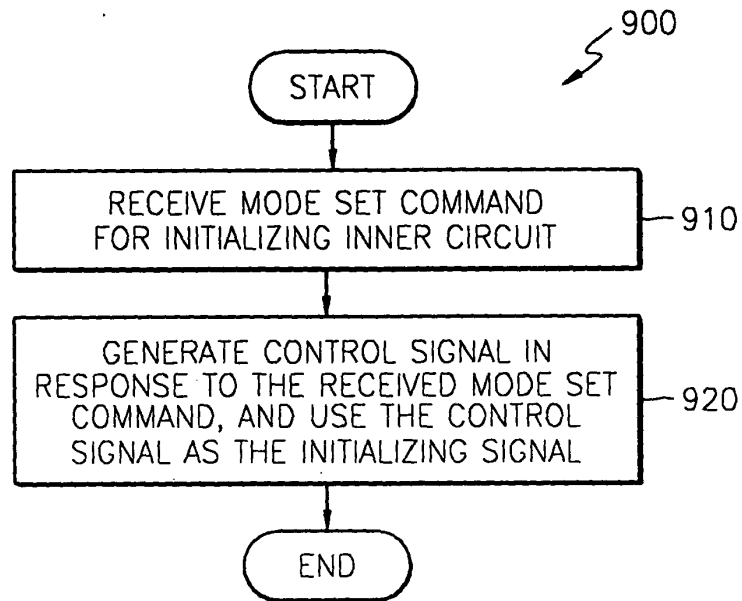 900
START
RECEIVE MODE SET COMMAND
FOR INITIALIZING INNER CIRCUIT
910
GENERATE CONTROL SIGNAL IN
RESPONSE TO THE RECEIVED MODE SET
COMMAND, AND USE THE CONTROL
SIGNAL AS THE INITIALIZING SIGNAL
920
END